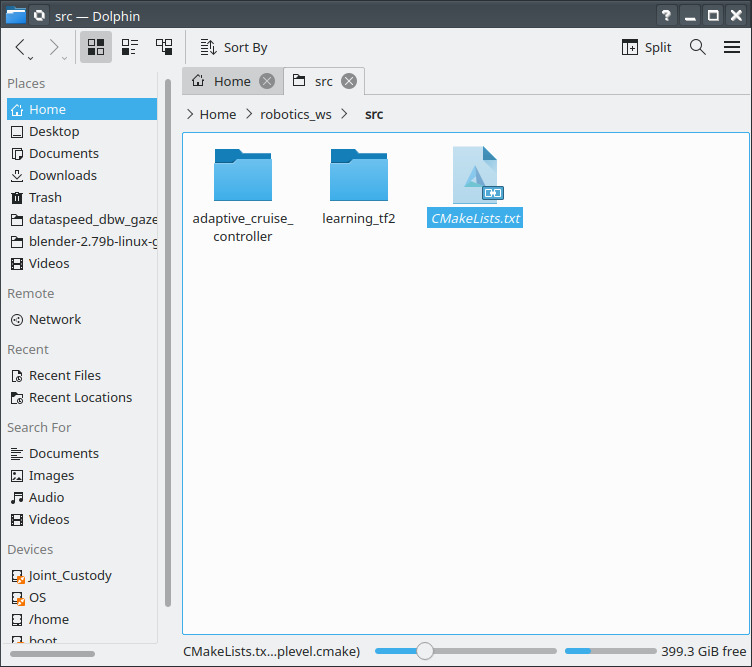 src — Dolphin
Sort By
Split
Places
Home
Desktop
Documents
Downloads
Trash
dataspeed_dbw_gaze
blender-2.79b-linux-g
Videos
Remote
Network
Recent
Recent Files
Recent Locations
Search For
Documents
Images
Audio
Videos
Devices
Joint_Custody
OS
/home
boot
Home
src
Home
robotics_ws
src
adaptive_cruise_
controller
learning_tf2
CMakeLists.txt
CMakeLists.tx...plevel.cmake)
399.3 GiB free